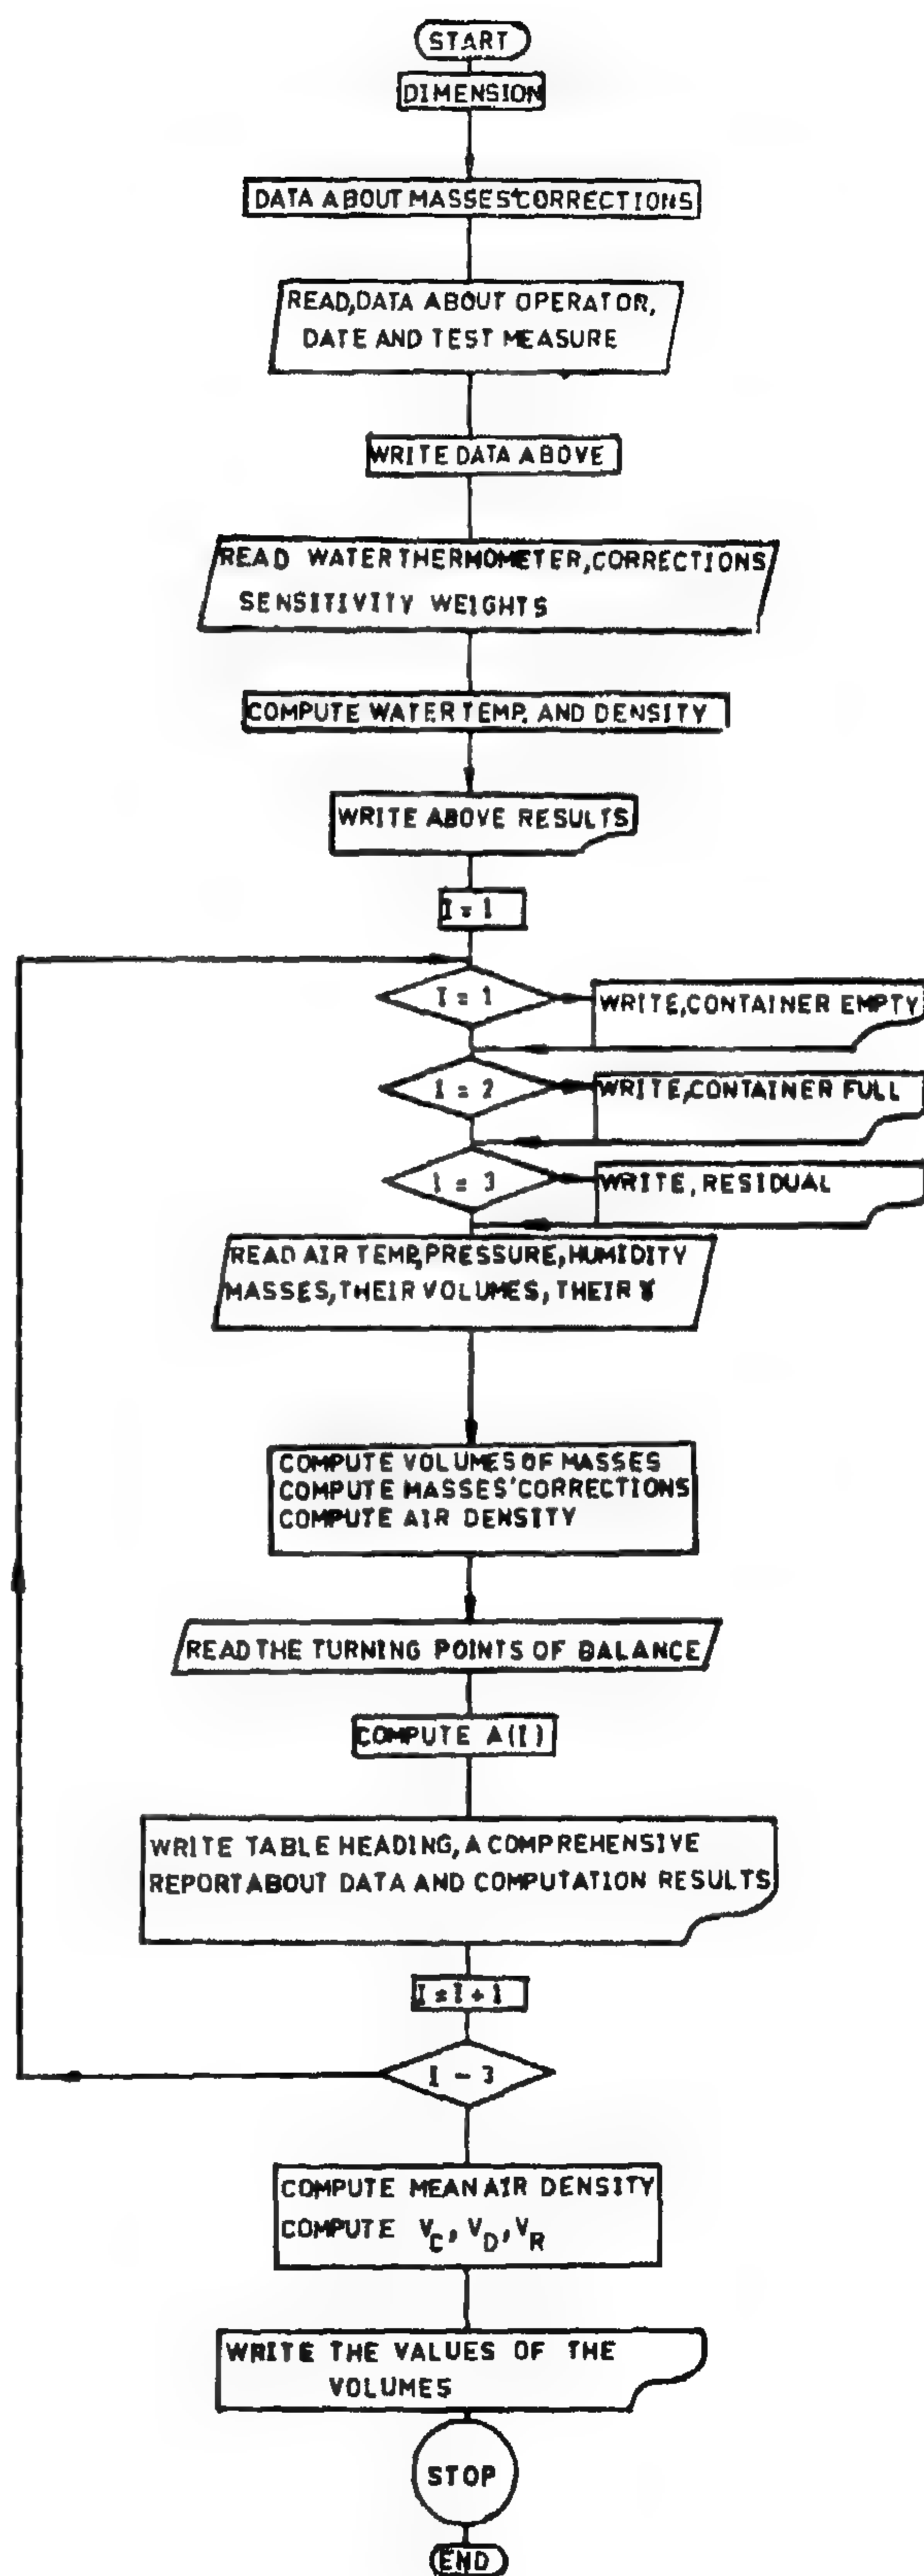 START
DIMENSION
DATA ABOUT MASSES'CORRECTIONS
READ,DATA ABOUT OPERATOR,
DATE AND TEST MEASURE
WRITE DATA ABOVE
READ WATER THERMOMETER,CORRECTIONS
SENSITIVITY WEIGHTS
COMPUTE WATER TEMP. AND DENSITY
WRITE ABOVE RESULTS
I = 1
I = 1
WRITE,CONTAINER EMPTY
I = 2
WRITE,CONTAINER FULL
I = 3
WRITE, RESIDUAL
READ AIR TEMP,PRESSURE,HUMIDITY
MASSES,THEIR VOLUMES, THEIR
COMPUTE VOLUMES OF MASSES
COMPUTE MASSES'CORRECTIONS
COMPUTE AIR DENSITY
READ THE TURNING POINTS OF BALANCE
COMPUTE A(I)
WRITE TABLE HEADING, A COMPREHENSIVE
REPORT ABOUT DATA AND COMPUTATION RESULTS
I = I + 1
I - 3
COMPUTE MEAN AIR DENSITY
COMPUTE V_C, V_D, V_R
WRITE THE VALUES OF THE
VOLUMES
STOP
END